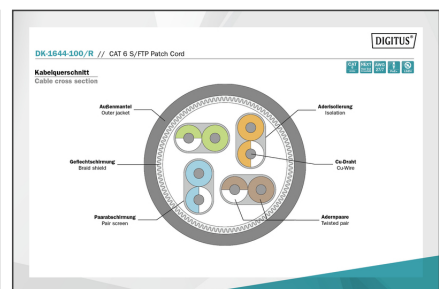 DIGITUS®
DK-1644-100/R // CAT 6 S/FTP Patch Cord
Kabelquerschnitt
Cable cross section
Außenmantel
Outer jacket
Aderisolierung
Isolation
Geflechtschirmung
Braid shield
Cu-Draht
Cu-Wire
Paarabschirmung
Pair screen
Adernpaare
Twisted pair